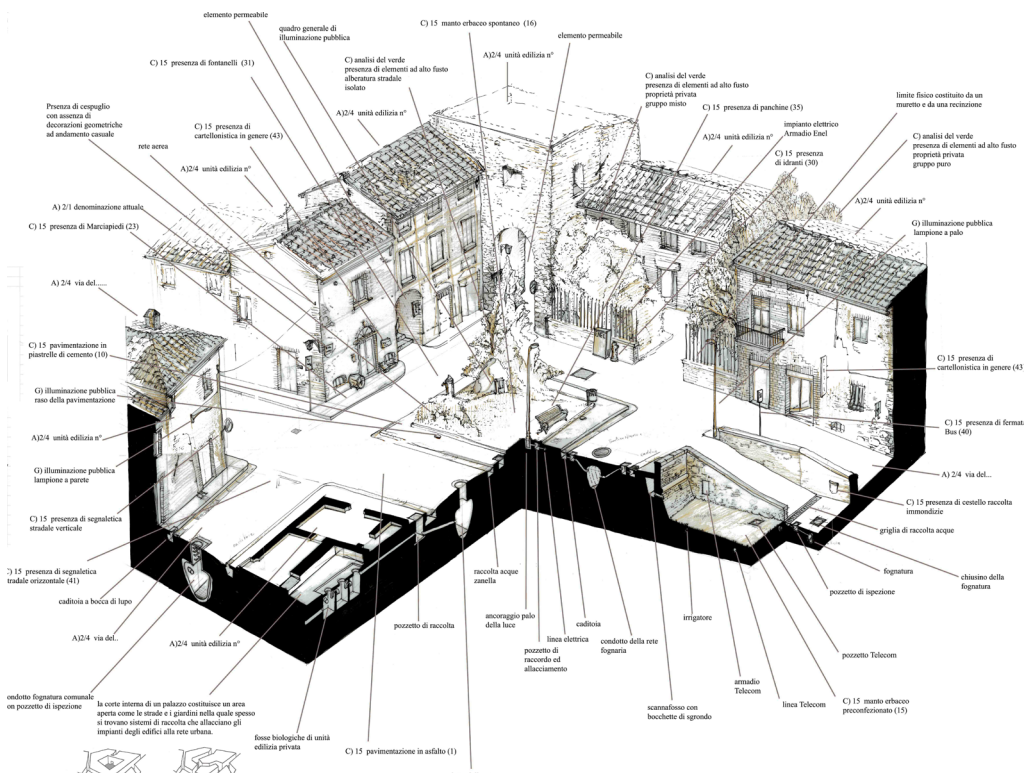 elemento permeabile
quadro generale di
illuminazione pubblica
C) 15 manto erbaceo spontaneo (16)
elemento permeabile
C) 15 presenza di fontanelli (31)
C) analisi del verde
presenza di elementi ad alto fusto
alberatura stradale
isolato
A)2/4 unità edilizia n°
C) analisi del verde
presenza di elementi ad alto fusto
proprietà privata
gruppo misto
limite fisico costituito da un
muretto e da una recinzione
Prsenza di cespuglio
con assenza di
decorazioni geometriche
ad andamento casuale
C) 15 presenza di
cartellonistica in genere (43)
A)2/4 unità edilizia n°
C) 15 presenza di panchine (35)
impianto elettrico
Armadio Enel
A)2/4 unità edilizia n°
C) analisi del verde
presenza di elementi ad alto fusto
proprietà privata
gruppo puro
rete aerea
A)2/4 unità edilizia n°
C) 15 presenza
di idranti (30)
A)2/4 unità edilizia n°
A) 2/1 denominazione attuale
C) 15 presenza di Marciapiedi (23)
G) illuminazione pubblica
lampione a palo
A) 2/4 via del......
C) 15 pavimentazione in
piastrelle di cemento (10)
C) 15 presenza di
cartellonistica in genere (43
G) illuminazione pubblica
raso della pavimentazione
A)2/4 unità edilizia n°
C) 15 presenza di fermata
Bus (40)
G) illuminazione pubblica
lampione a parete
A) 2/4 via del...
C) 15 presenza di segnaletica
stradale verticale
C) 15 presenza di cestello raccolta
immondizie
griglia di raccolta acque
C) 15 presenza di segnaletica
tradale orizzontale (41)
raccolta acque
zanella
fognatura
chiusino della
fognatura
caditoia a bocca di lupo
pozzetto di ispezione
A)2/4 via del..
A)2/4 unità edilizia n°
pozzetto di raccolta
ancoraggio palo
della luce
caditoia
linea elettrica
condotto della rete
fognaria
irrigatore
pozzetto di
raccordo ed
allacciamento
pozzetto Telecom
armadio
Telecom
ondotto fognatura comunale
on pozzetto di ispezione
la corte interna di un palazzo costituisce un area
aperta come le strade e i giardini nella quale spesso
si trovano sistemi di raccolta che allacciano gli
impianti degli edifici alla rete urbana.
scannafosso con
bocchette di sgrondo
linea Telecom
C) 15 manto erbaceo
preconfezionato (15)
fosse biologiche di unità
edilizia privata
C) 15 pavimentazione in asfalto (1)